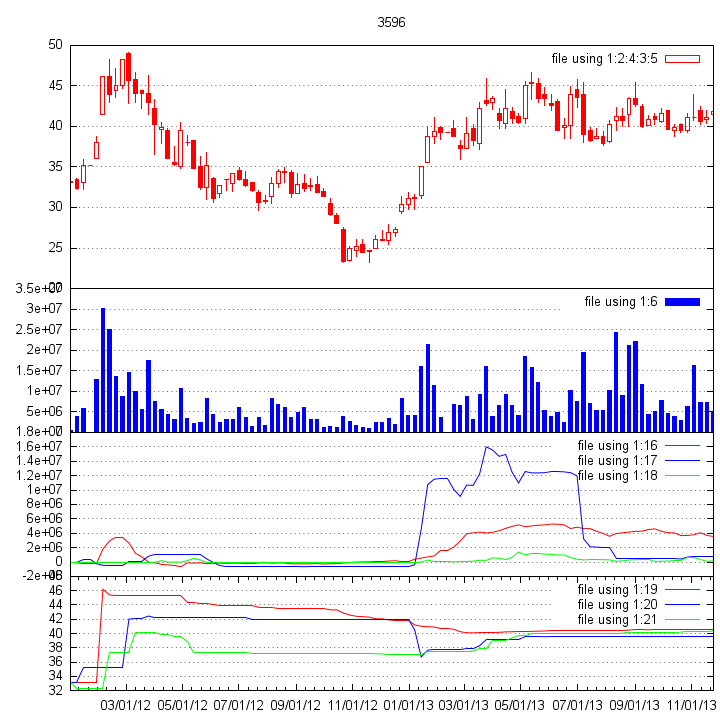 3596
50
file using 1:2:4:3:5
45
40
35
30
25
3.5e+07
file using 1:6
3e+07
2.5e+07
2e+07
1.5e+07
1e+07
5e+06
1.8e+07
file using 1:16
1.6e+07
file using 1:17
1.4e+07
file using 1:18
1.2e+07
1e+07
8e+06
6e+06
4e+06
2e+06
0
-2e+06
file using 1:19
46
file using 1:20
44
file using 1:21
42
40
38
36
34
32
03/01/12 05/01/12 07/01/12 09/01/12 11/01/12 01/01/13 03/01/13 05/01/13 07/01/13 09/01/13 11/01/13